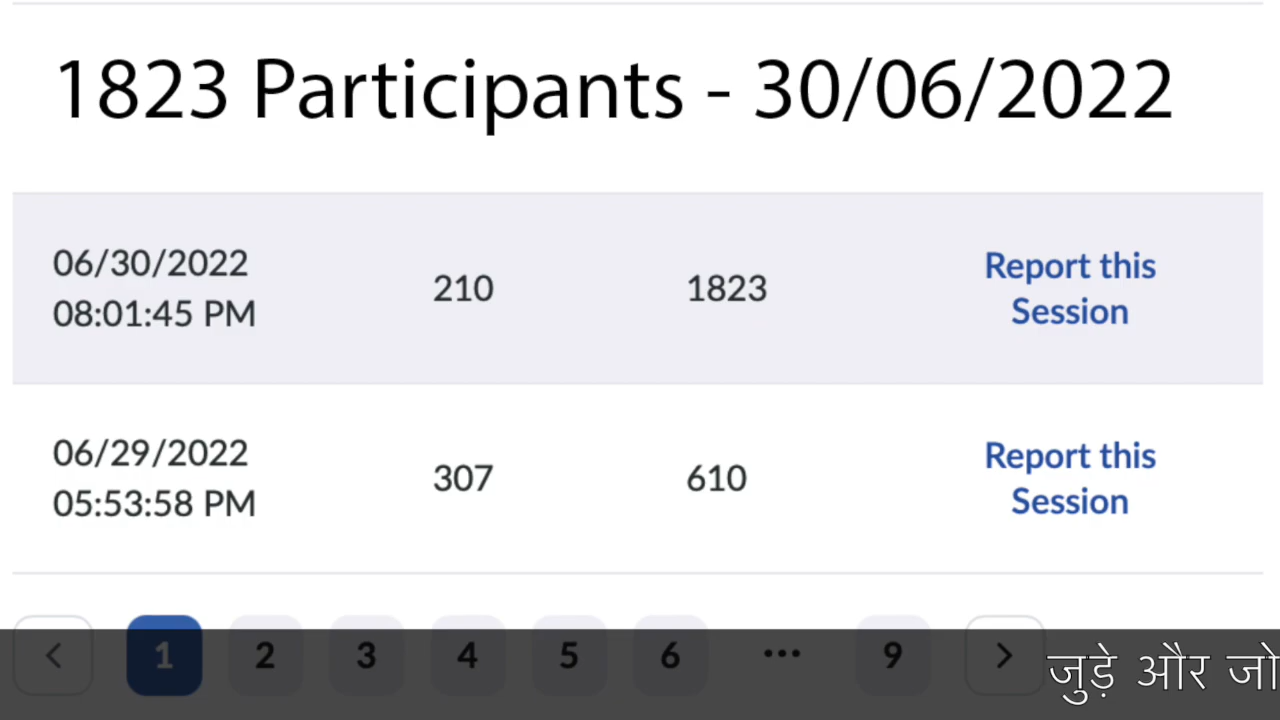 1823 Participants - 30/06/2022
06/30/2022
08:01:45 PM
210
1823
Report this
Session
06/29/2022
05:53:58 PM
307
610
Report this
Session
1 2 3 4 5 6 ... 9
जुड़े और जो